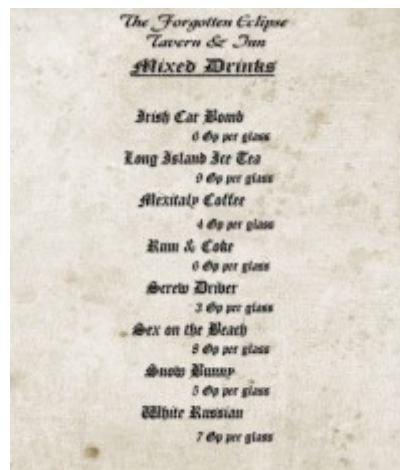 The Forgotten Eclipse
Tavern & Inn
Mixed Drinks
Irish Car Bomb
6 Gp per glass
Long Island Ice Tea
9 Gp per glass
Mexitaly Coffee
4 Gp per glass
Rum & Coke
6 Gp per glass
Screw Driver
3 Gp per glass
Sex on the Beach
8 Gp per glass
Snow Bunny
5 Gp per glass
White Russian
7 Gp per glass